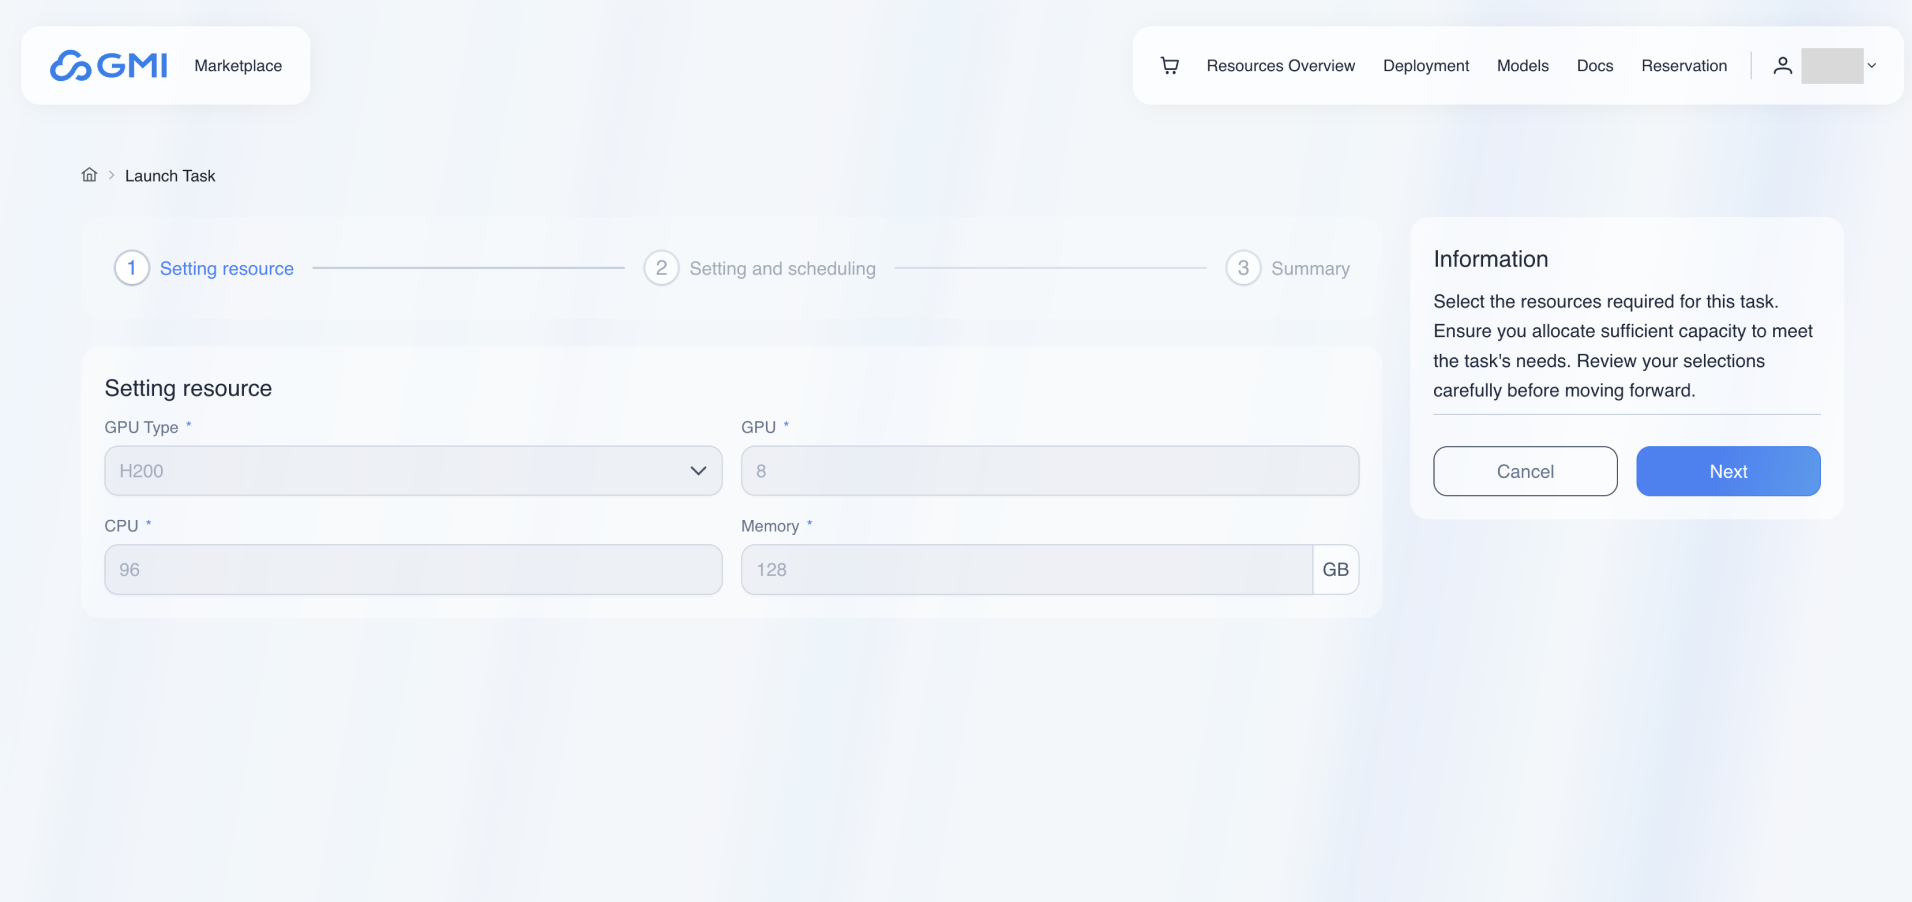 GMI
Marketplace
Resources Overview
Deployment
Models
Docs
Reservation
Launch Task
1 Setting resource
2 Setting and scheduling
3 Summary
Setting resource
GPU Type *
H200
GPU *
8
CPU *
96
Memory *
128
GB
Information
Select the resources required for this task.
Ensure you allocate sufficient capacity to meet
the task's needs. Review your selections
carefully before moving forward.
Cancel
Next